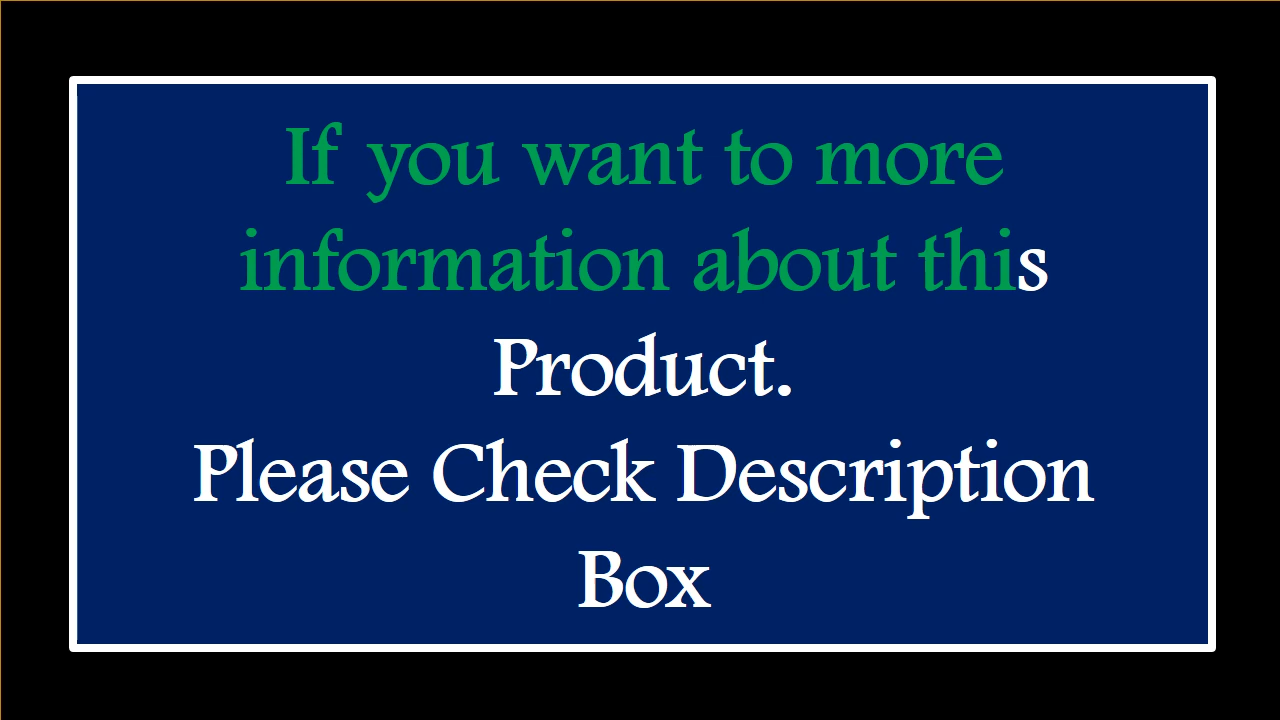 If you want to more
information about this
Product.
Please Check Description
Box